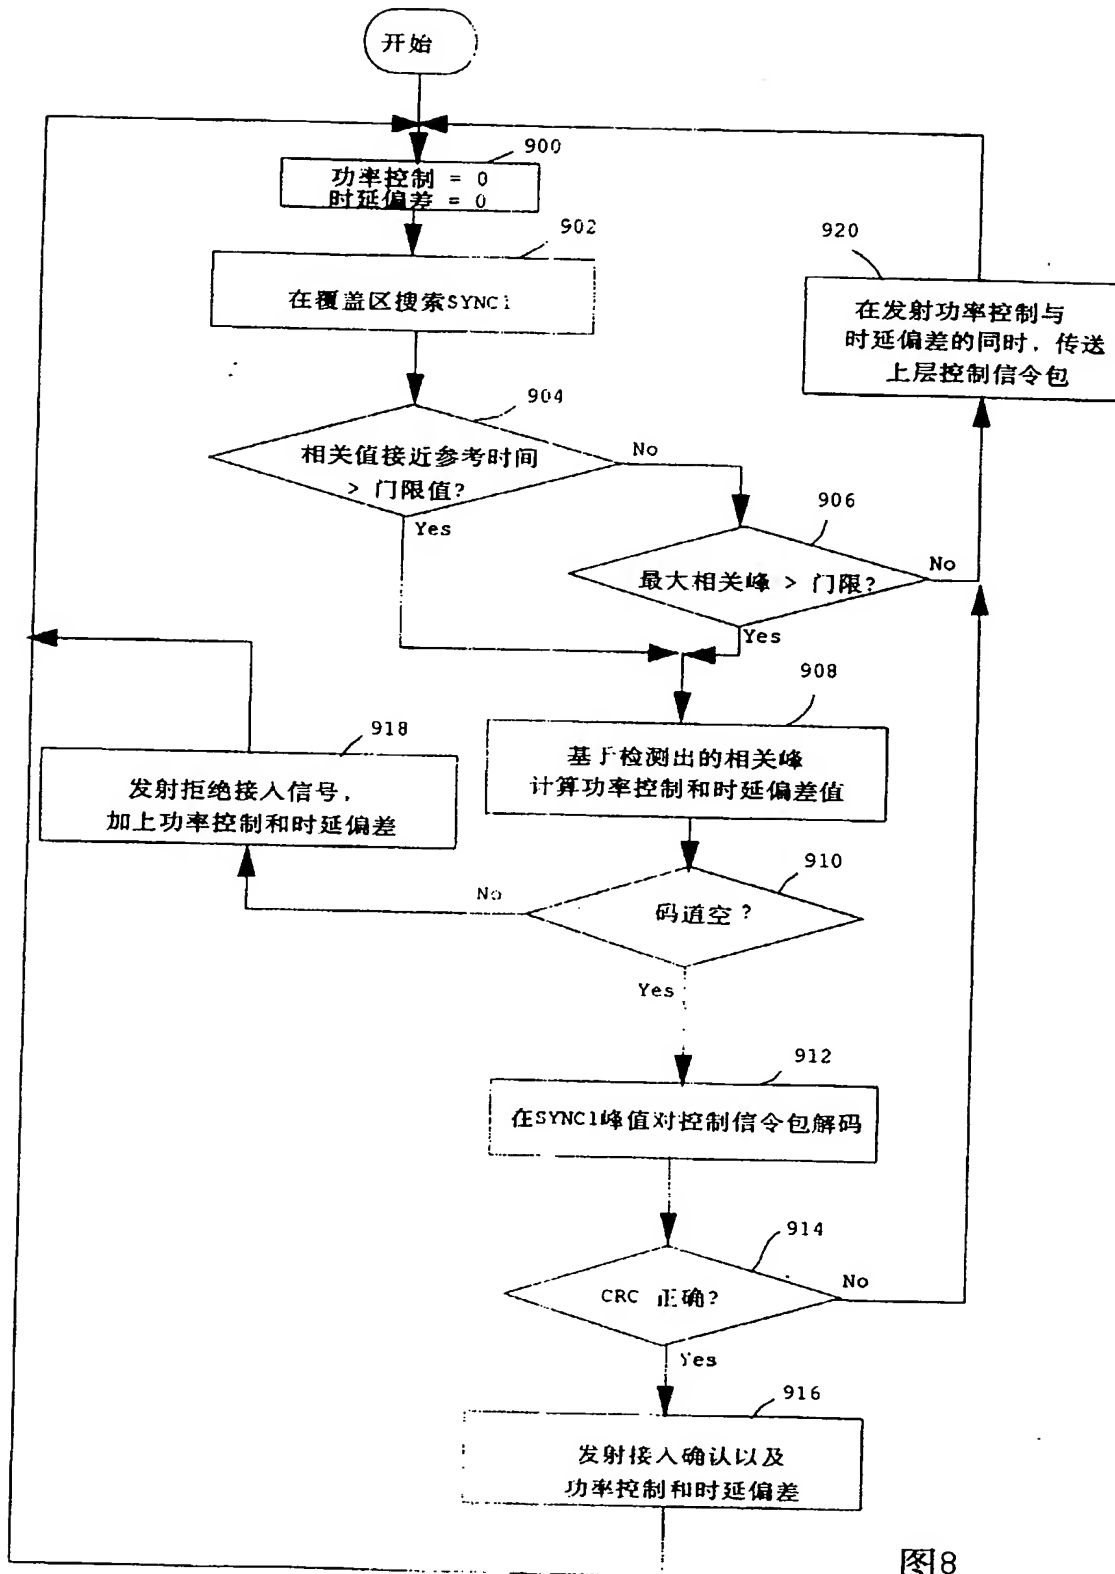 开始
900
功率控制 = 0
时延偏差 = 0
902
在覆盖区搜索SYNC1
920
在发射功率控制与
时延偏差的同时，传送
上层控制信令包
904
相关值接近参考时间
> 门限值?
No
Yes
906
最大相关峰 > 门限?
No
Yes
908
基于检测出的相关峰
计算功率控制和时延偏差值
918
发射拒绝接入信号，
加上功率控制和时延偏差
910
码道空？
No
Yes
912
在SYNC1峰值对控制信令包解码
914
CRC 正确?
No
Yes
916
发射接入确认以及
功率控制和时延偏差
图8